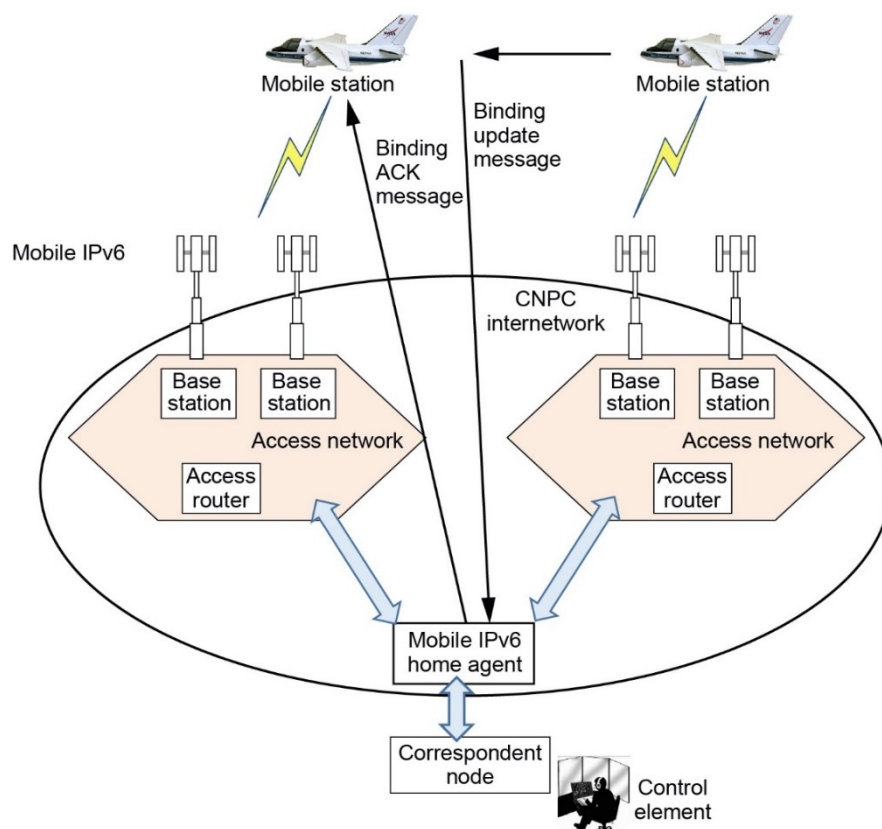 Mobile station
Mobile station
Binding
update
message
Binding
ACK
message
Mobile IPv6
CNPC
internetwork
Base
station
Base
station
Base
station
Base
station
Access network
Access network
Access
router
Access
router
Mobile IPv6
home agent
Correspondent
node
Control
element